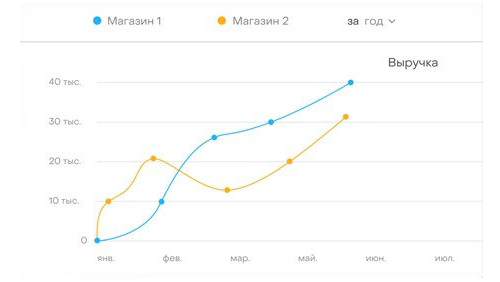 Магазин 1 Магазин 2 за год
Выручка
40 тыс.
30 тыс.
20 тыс.
10 тыс.
0
янв. фев. мар. май. июн. июл.